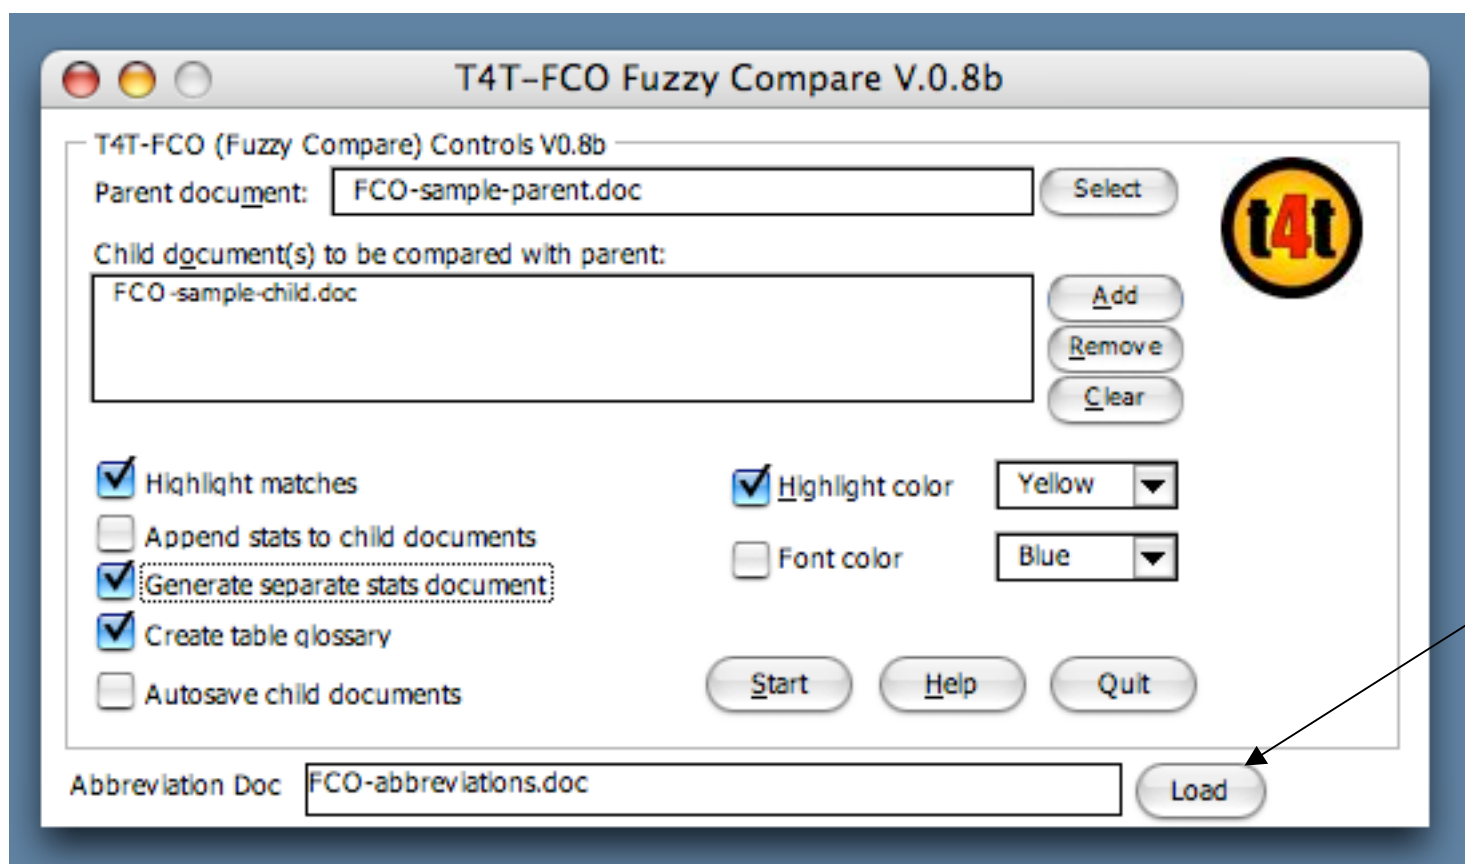 T4T-FCO Fuzzy Compare V.0.8b
T4T-FCO (Fuzzy Compare) Controls V0.8b
Parent document: FCO-sample-parent.doc Select
t4t
Child document(s) to be compared with parent:
FCO-sample-child.doc
Add
Remove
Clear
Highlight matches Highlight color Yellow
Append stats to child documents
Font color Blue
Generate separate stats document
Create table glossary
Autosave child documents Start Help Quit
Abbreviation Doc FCO-abbreviations.doc Load